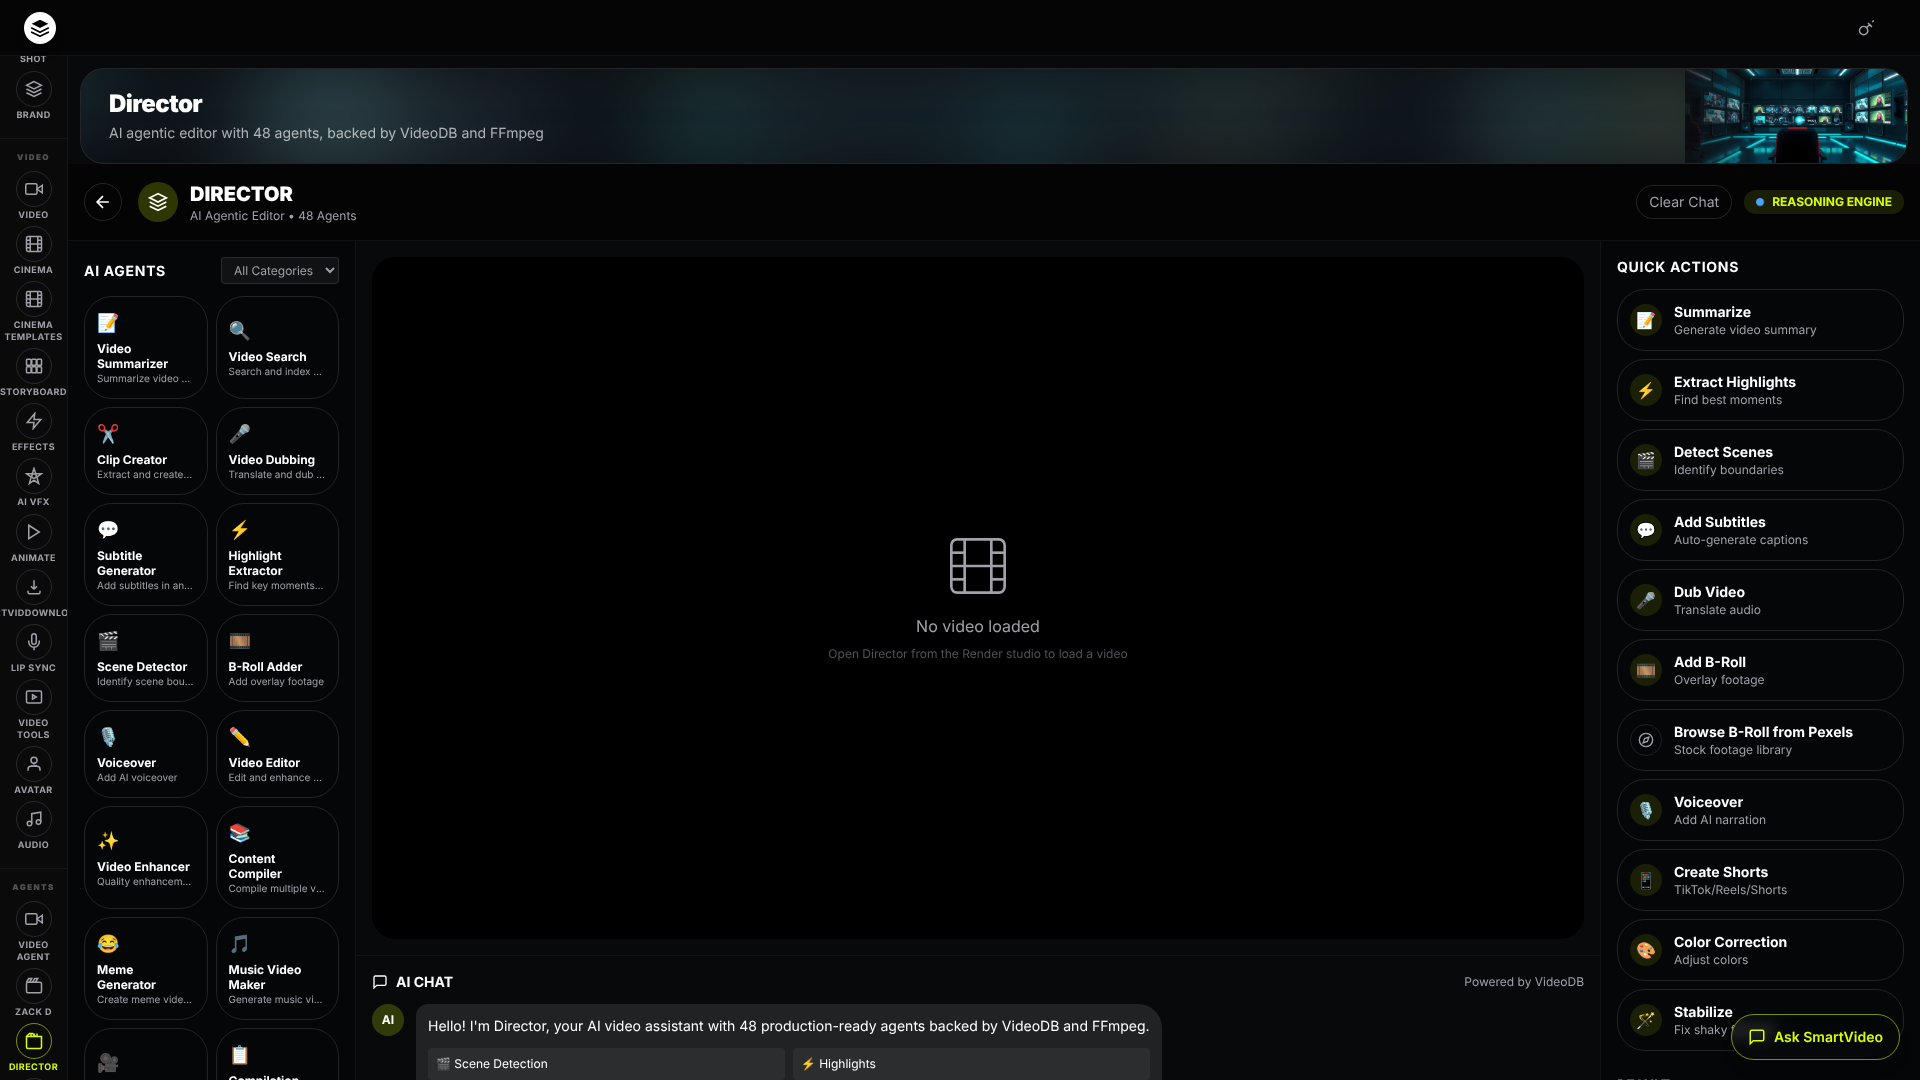 SHOT
BRAND
VIDEO
VIDEO
CINEMA
CINEMA
TEMPLATES
STORYBOARD
EFFECTS
AI VFX
ANIMATE
TVIDDOWNLO
LIP SYNC
VIDEO
TOOLS
AVATAR
AUDIO
AGENTS
VIDEO
AGENT
ZACK D
DIRECTOR
Director
AI agentic editor with 48 agents, backed by VideoDB and FFmpeg
DIRECTOR
AI Agentic Editor • 48 Agents
Clear Chat
REASONING ENGINE
AI AGENTS
All Categories
Video
Summarizer
Summarize video ...
Video Search
Search and index ...
Clip Creator
Extract and create...
Video Dubbing
Translate and dub ...
Subtitle
Generator
Add subtitles in an...
Highlight
Extractor
Find key moments...
Scene Detector
Identify scene bou...
B-Roll Adder
Add overlay footage
Voiceover
Add AI voiceover
Video Editor
Edit and enhance ...
Video Enhancer
Quality enhancem...
Content
Compiler
Compile multiple v...
Meme
Generator
Create meme vide...
Music Video
Maker
Generate music vi...
No video loaded
Open Director from the Render studio to load a video
AI CHAT
Powered by VideoDB
AI
Hello! I'm Director, your AI video assistant with 48 production-ready agents backed by VideoDB and FFmpeg.
Scene Detection
Highlights
QUICK ACTIONS
Summarize
Generate video summary
Extract Highlights
Find best moments
Detect Scenes
Identify boundaries
Add Subtitles
Auto-generate captions
Dub Video
Translate audio
Add B-Roll
Overlay footage
Browse B-Roll from Pexels
Stock footage library
Voiceover
Add AI narration
Create Shorts
TikTok/Reels/Shorts
Color Correction
Adjust colors
Stabilize
Fix shaky
Ask SmartVideo